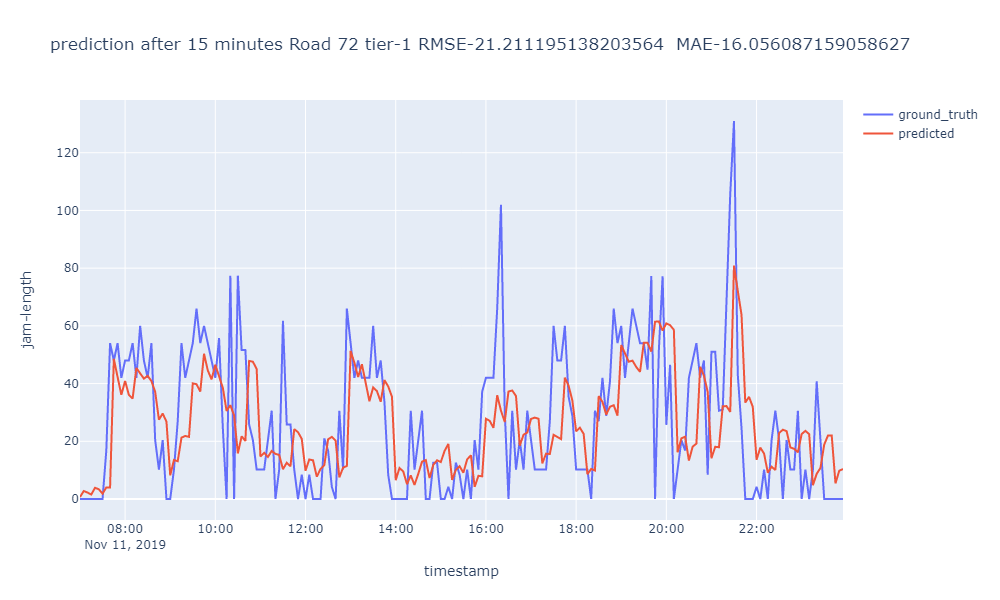 prediction after 15 minutes Road 72 tier-1 RMSE-21.211195138203564  MAE-16.056087159058627
ground_truth
predicted
120
100
80
60
40
20
0
jam-length
08:00 10:00 12:00 14:00 16:00 18:00 20:00 22:00
Nov 11, 2019
timestamp